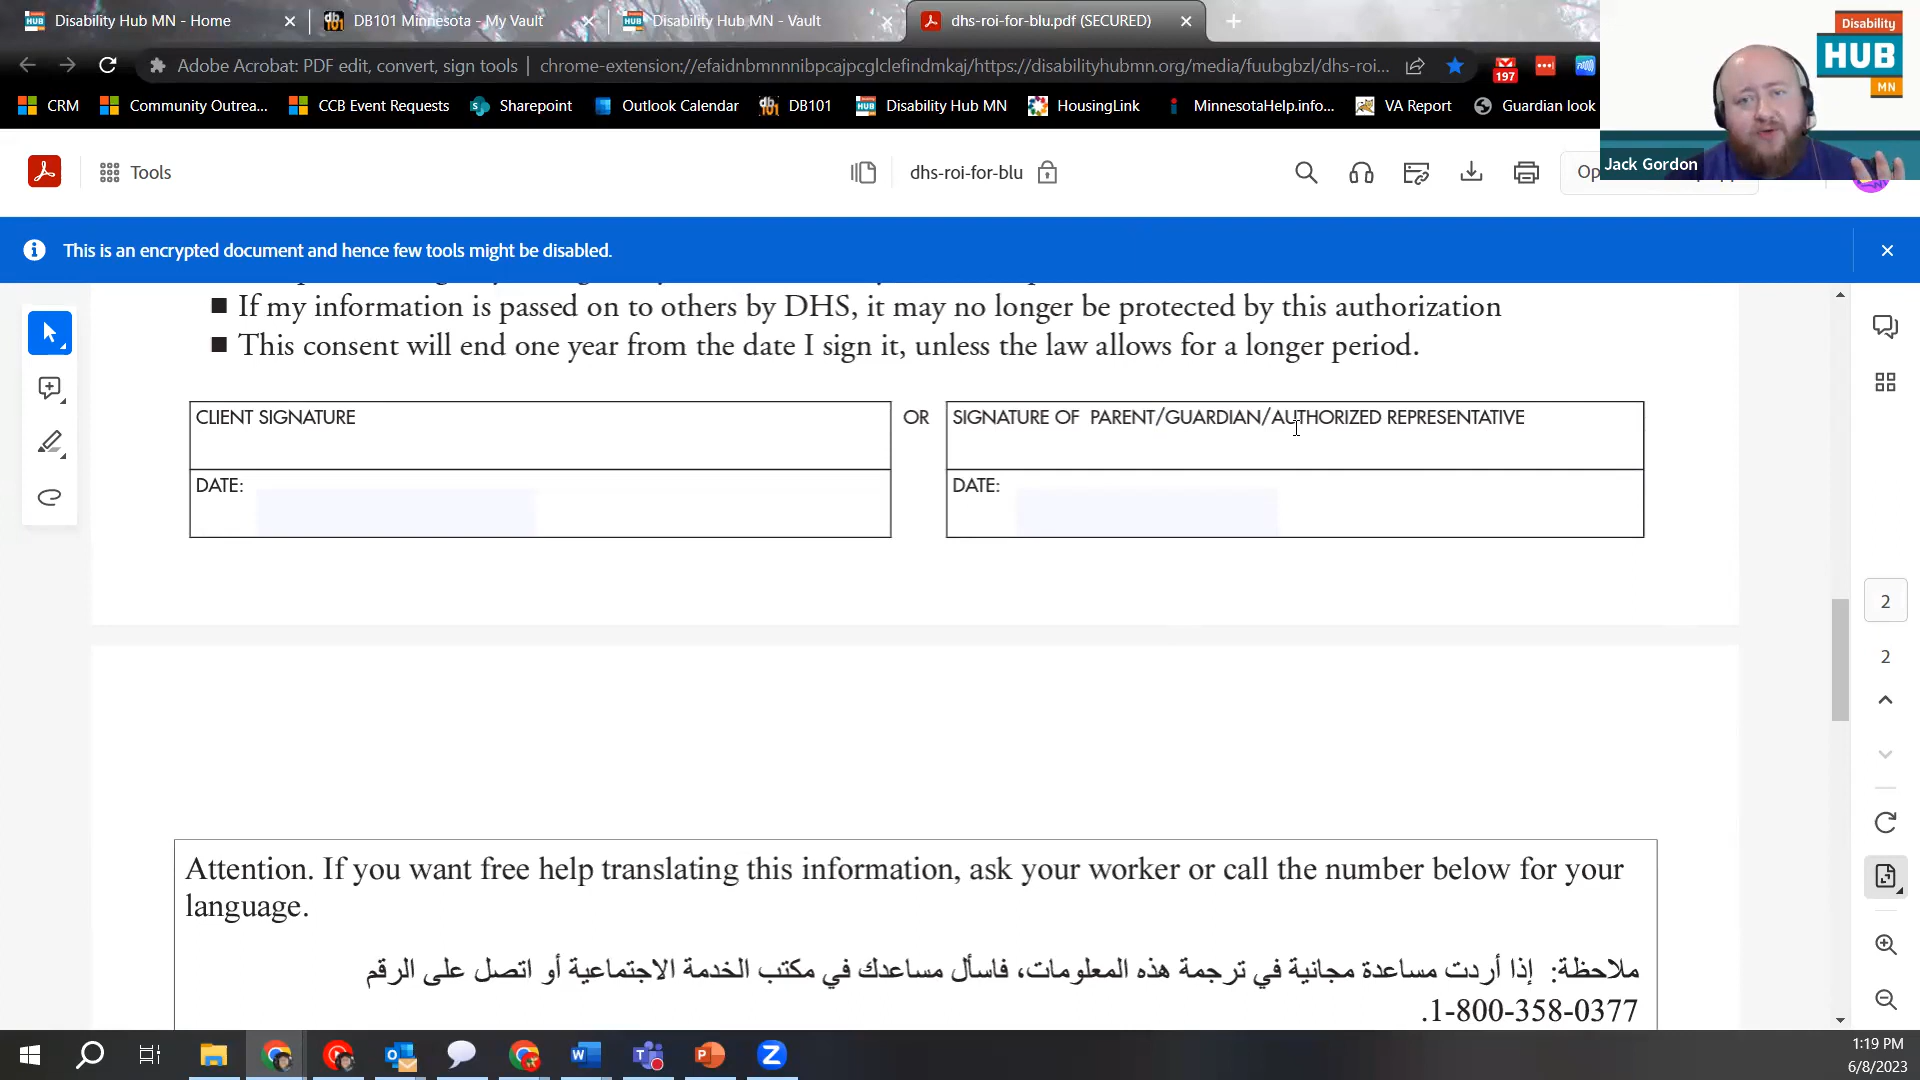 Disability Hub MN - Home
DB101 Minnesota - My Vault
Disability Hub MN - Vault
dhs-roi-for-blu.pdf (SECURED)
Adobe Acrobat: PDF edit, convert, sign tools
chrome-extension://efaidnbmnnnibpcajpcglclefindmkaj/https://disabilityhubmn.org/media/fuubgbzl/dhs-roi...
197
CRM
Community Outrea...
CCB Event Requests
Sharepoint
Outlook Calendar
DB101
Disability Hub MN
HousingLink
MinnesotaHelp.info...
VA Report
Guardian look
Disability
HUB
MN
Jack Gordon
Tools
dhs-roi-for-blu
This is an encrypted document and hence few tools might be disabled.
■ If my information is passed on to others by DHS, it may no longer be protected by this authorization
■ This consent will end one year from the date I sign it, unless the law allows for a longer period.
CLIENT SIGNATURE
OR
SIGNATURE OF PARENT/GUARDIAN/AUTHORIZED REPRESENTATIVE
DATE:
DATE:
2
2
Attention. If you want free help translating this information, ask your worker or call the number below for your
language.
ملاحظة: إذا أردت مساعدة مجانية في ترجمة هذه المعلومات، فاسأل مساعدك في مكتب الخدمة الاجتماعية أو اتصل على الرقم
1-800-358-0377.
1:19 PM
6/8/2023